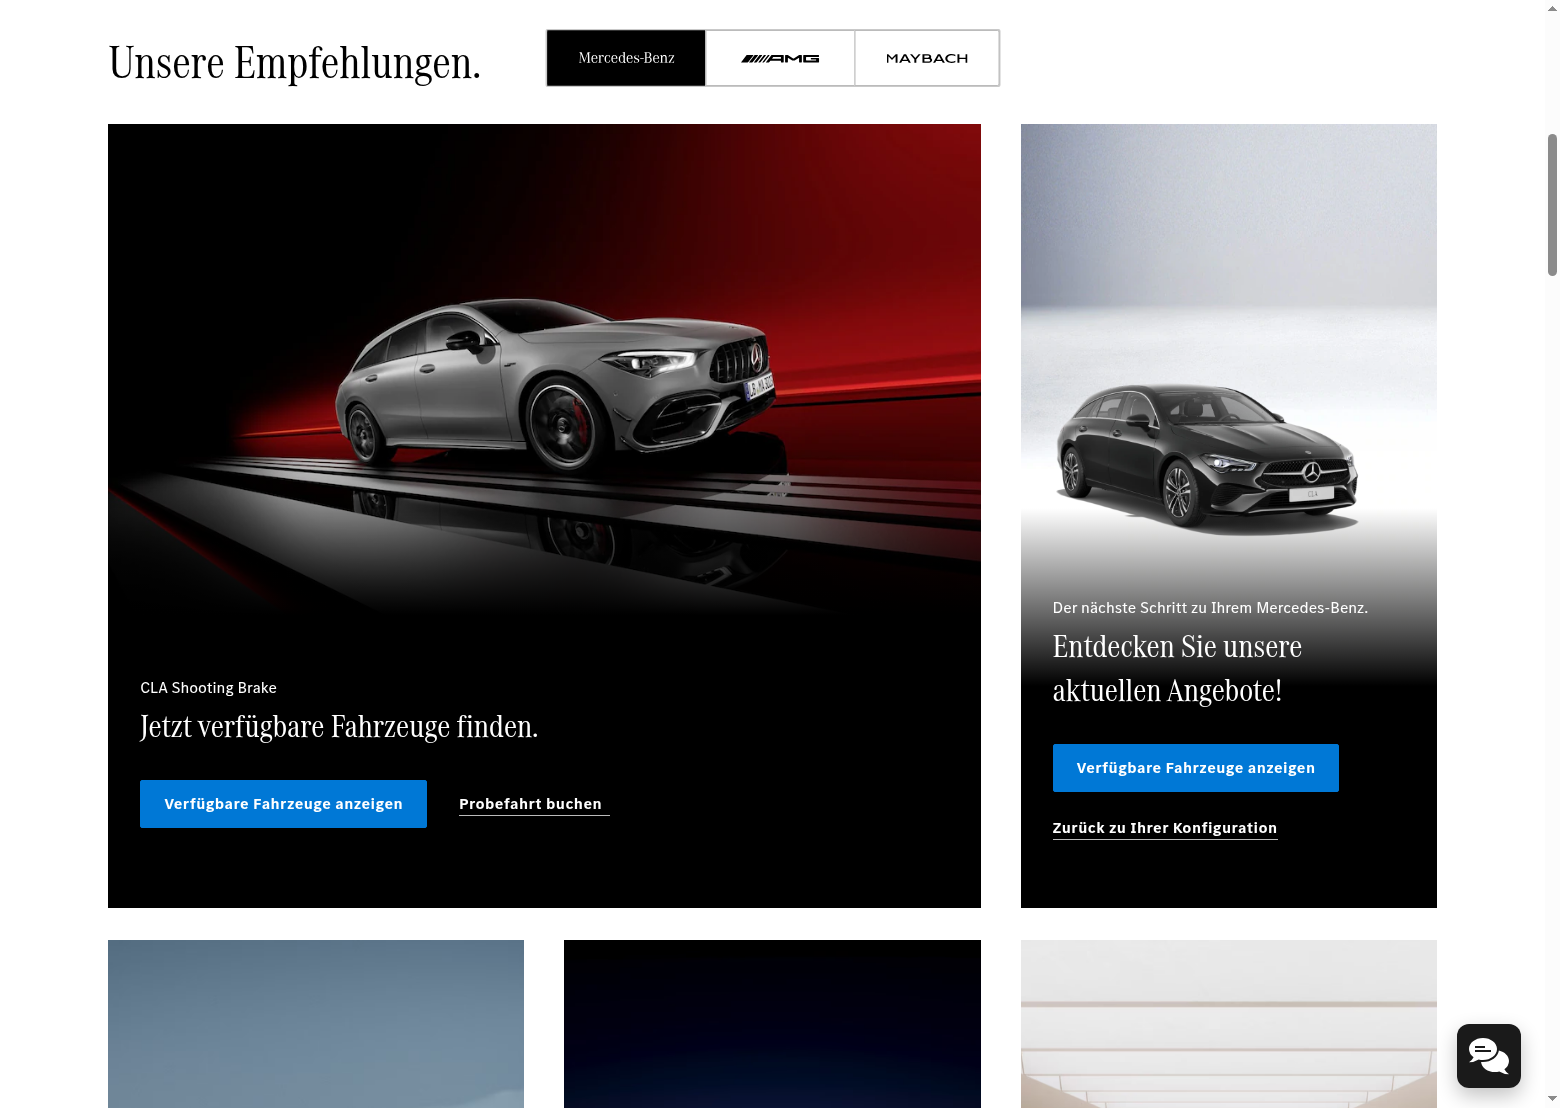 Unsere Empfehlungen.
Mercedes-Benz
AMG
MAYBACH
CLA Shooting Brake
Jetzt verfügbare Fahrzeuge finden.
Verfügbare Fahrzeuge anzeigen
Probefahrt buchen
CLA
Der nächste Schritt zu Ihrem Mercedes-Benz.
Entdecken Sie unsere
aktuellen Angebote!
Verfügbare Fahrzeuge anzeigen
Zurück zu Ihrer Konfiguration